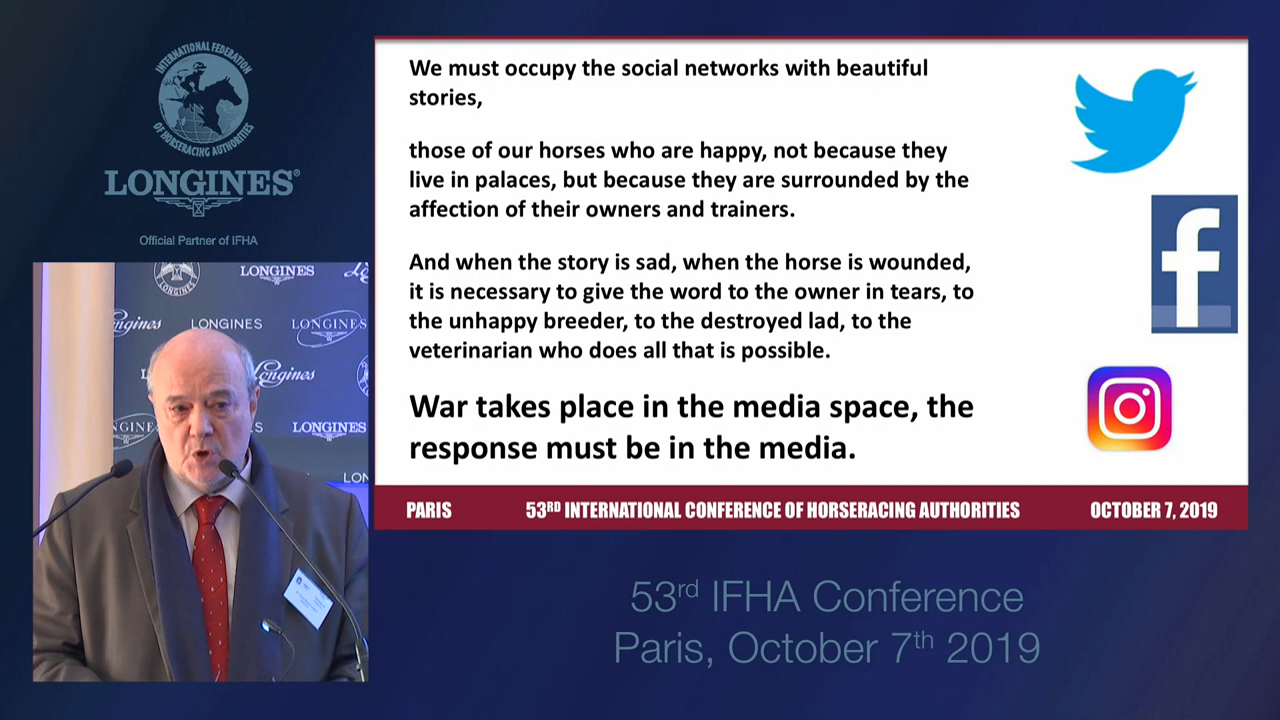 INTERNATIONAL FEDERATION
OF HORSERACING AUTHORITIES
LONGINES®
Official Partner of IFHA
We must occupy the social networks with beautiful
stories,
those of our horses who are happy, not because they
live in palaces, but because they are surrounded by the
affection of their owners and trainers.
And when the story is sad, when the horse is wounded,
it is necessary to give the word to the owner in tears, to
the unhappy breeder, to the destroyed lad, to the
veterinarian who does all that is possible.
War takes place in the media space, the
response must be in the media.
PARIS
53RD INTERNATIONAL CONFERENCE OF HORSERACING AUTHORITIES
OCTOBER 7, 2019
LONGINES
LONGINES
LONGINES
Longines
LONGINES
53rd IFHA Conference
Paris, October 7th 2019